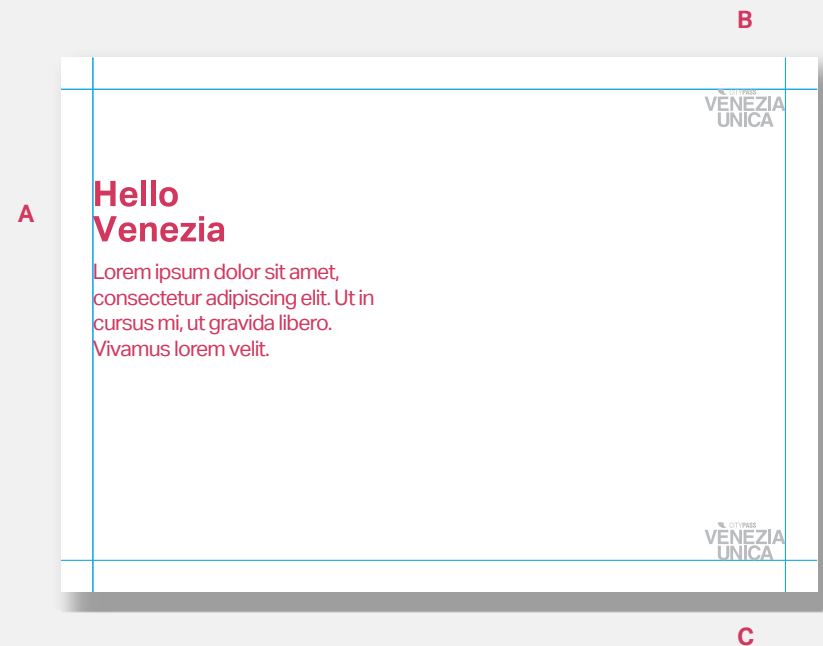 B
CITYPASS
VENEZIA
UNICA
A
Hello
Venezia
Lorem ipsum dolor sit amet,
consectetur adipiscing elit. Ut in
cursus mi, ut gravida libero.
Vivamus lorem velit.
CITYPASS
VENEZIA
UNICA
C